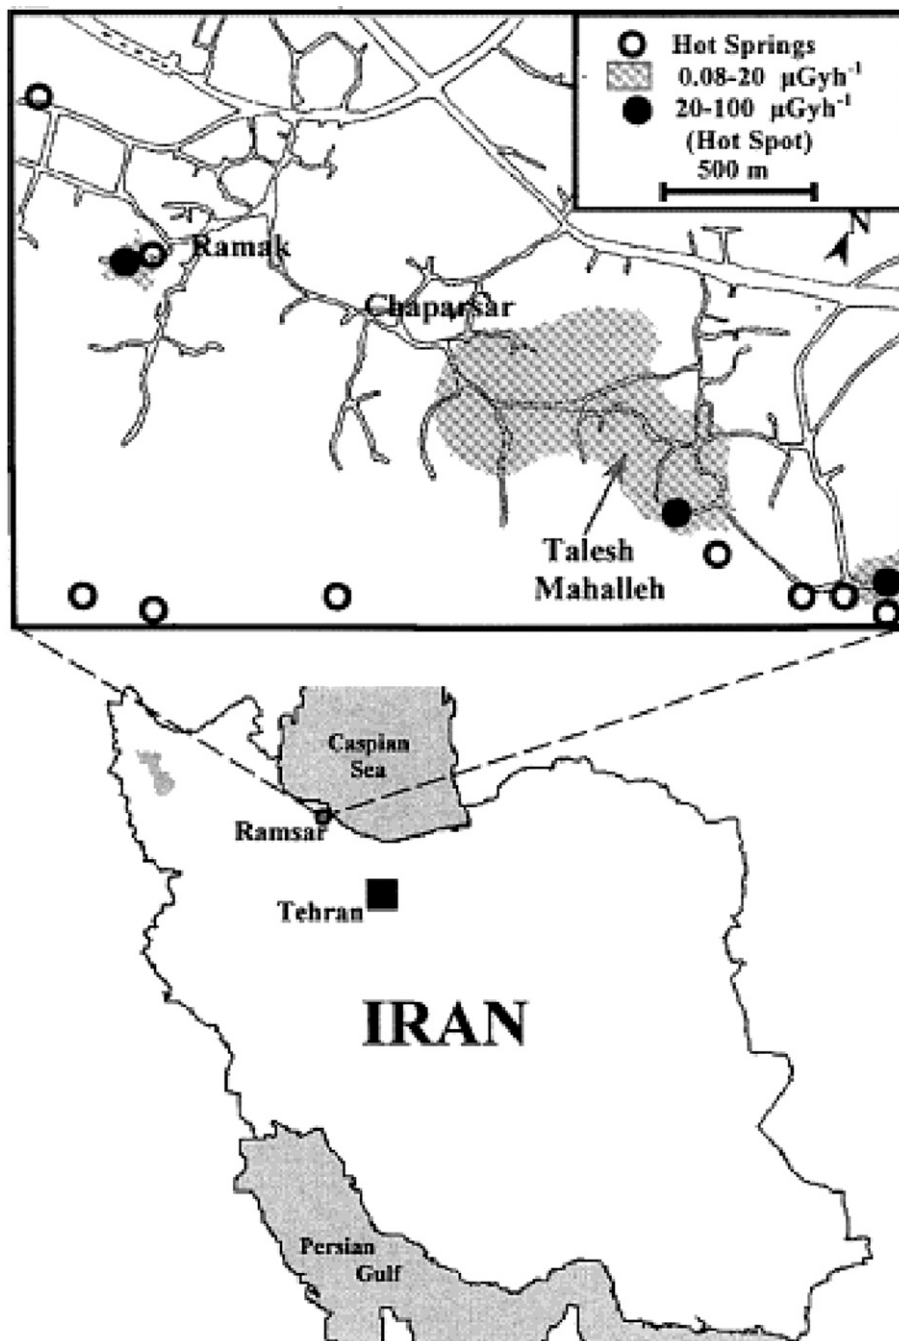 Hot Springs
0.08-20 μGyh⁻¹
20-100 μGyh⁻¹
(Hot Spot)
500 m
N
Ramak
Chaparsar
Talesh
Mahalleh
Caspian
Sea
Ramsar
Tehran
IRAN
Persian
Gulf